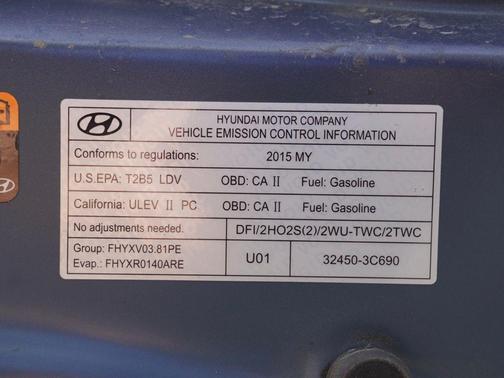 HYUNDAI MOTOR COMPANY
VEHICLE EMISSION CONTROL INFORMATION
Conforms to regulations: 2015 MY
U.S.EPA: T2B5 LDV OBD: CA II Fuel: Gasoline
California: ULEV II PC OBD: CA II Fuel: Gasoline
No adjustments needed. DFI/2HO2S(2)/2WU-TWC/2TWC
Group: FHYXV03.81PE
Evap.: FHYXR0140ARE
U01 32450-3C690